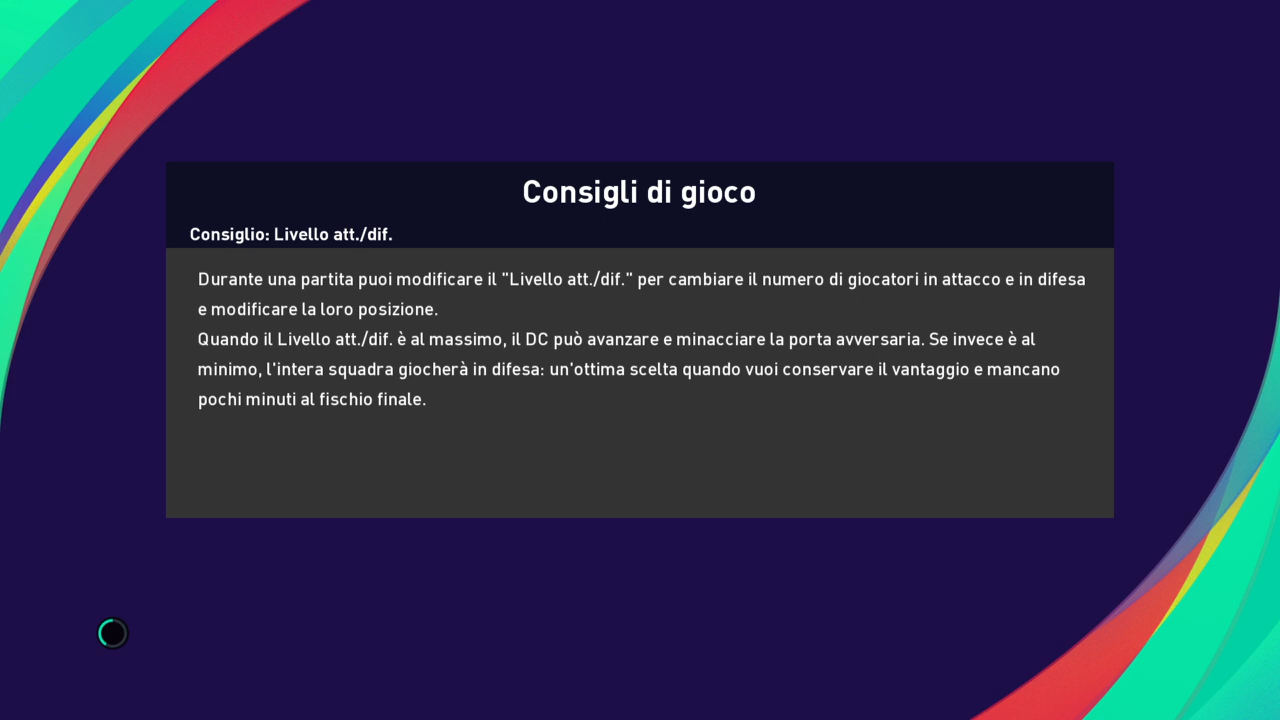 Consigli di gioco
Consiglio: Livello att./dif.
Durante una partita puoi modificare il "Livello att./dif." per cambiare il numero di giocatori in attacco e in difesa
e modificare la loro posizione.
Quando il Livello att./dif. è al massimo, il DC può avanzare e minacciare la porta avversaria. Se invece è al
minimo, l'intera squadra giocherà in difesa: un'ottima scelta quando vuoi conservare il vantaggio e mancano
pochi minuti al fischio finale.